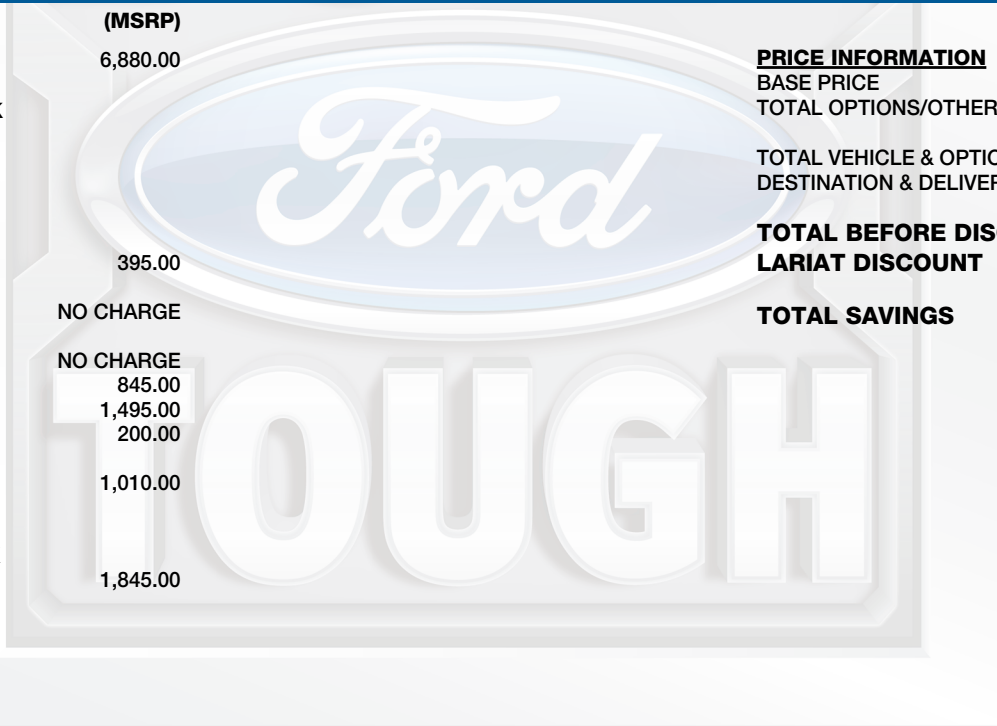 (MSRP)
6,880.00
K
395.00
NO CHARGE
NO CHARGE
845.00
1,495.00
200.00
1,010.00
1,845.00
PRICE INFORMATION
BASE PRICE
TOTAL OPTIONS/OTHER
TOTAL VEHICLE & OPTIO
DESTINATION & DELIVER
TOTAL BEFORE DISC
LARIAT DISCOUNT
TOTAL SAVINGS
Ford
TOUGH